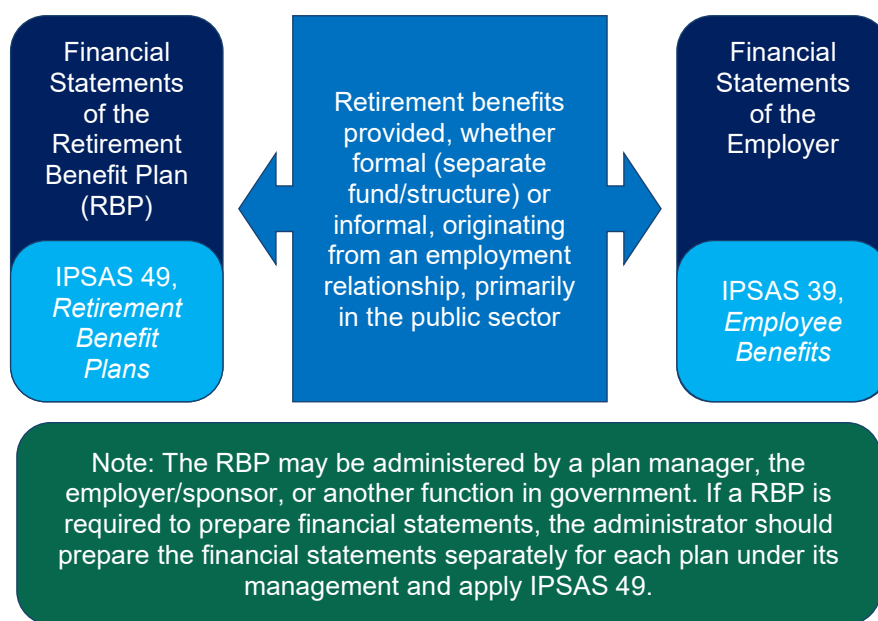 Financial
Statements
of the
Retirement
Benefit Plan
(RBP)
IPSAS 49,
Retirement
Benefit
Plans
Retirement benefits
provided, whether
formal (separate
fund/structure) or
informal, originating
from an employment
relationship, primarily
in the public sector
Financial
Statements
of the
Employer
IPSAS 39,
Employee
Benefits
Note: The RBP may be administered by a plan manager, the
employer/sponsor, or another function in government. If a RBP is
required to prepare financial statements, the administrator should
prepare the financial statements separately for each plan under its
management and apply IPSAS 49.